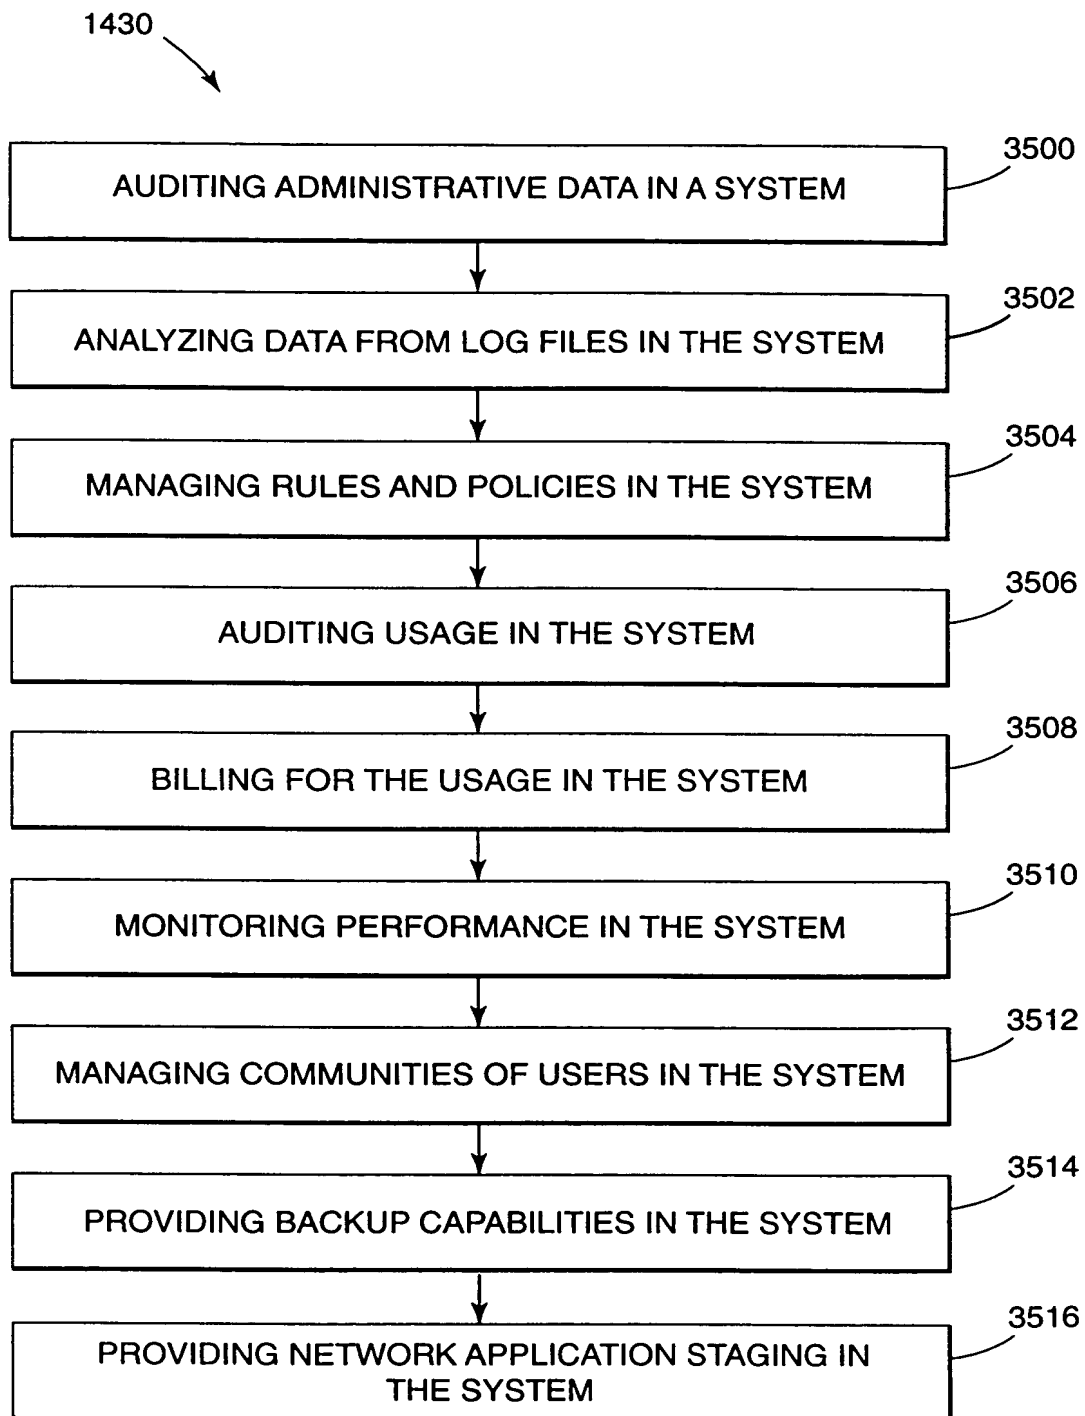 1430
3500
AUDITING ADMINISTRATIVE DATA IN A SYSTEM
3502
ANALYZING DATA FROM LOG FILES IN THE SYSTEM
3504
MANAGING RULES AND POLICIES IN THE SYSTEM
3506
AUDITING USAGE IN THE SYSTEM
3508
BILLING FOR THE USAGE IN THE SYSTEM
3510
MONITORING PERFORMANCE IN THE SYSTEM
3512
MANAGING COMMUNITIES OF USERS IN THE SYSTEM
3514
PROVIDING BACKUP CAPABILITIES IN THE SYSTEM
3516
PROVIDING NETWORK APPLICATION STAGING IN
THE SYSTEM